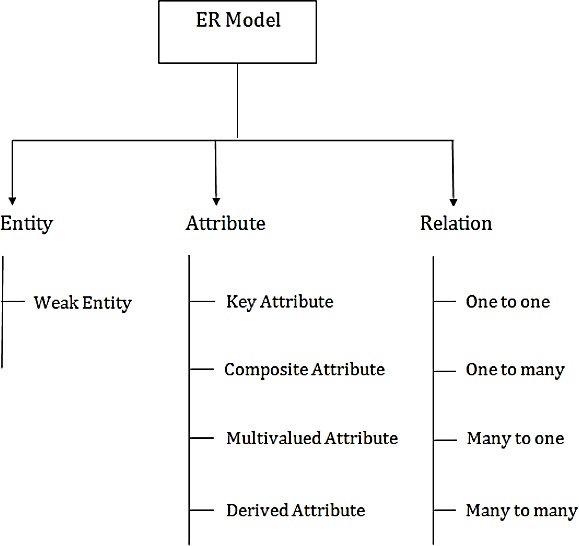 ER Model
Entity
Attribute
Relation
Weak Entity
Key Attribute
One to one
Composite Attribute
One to many
Multivalued Attribute
Many to one
Derived Attribute
Many to many